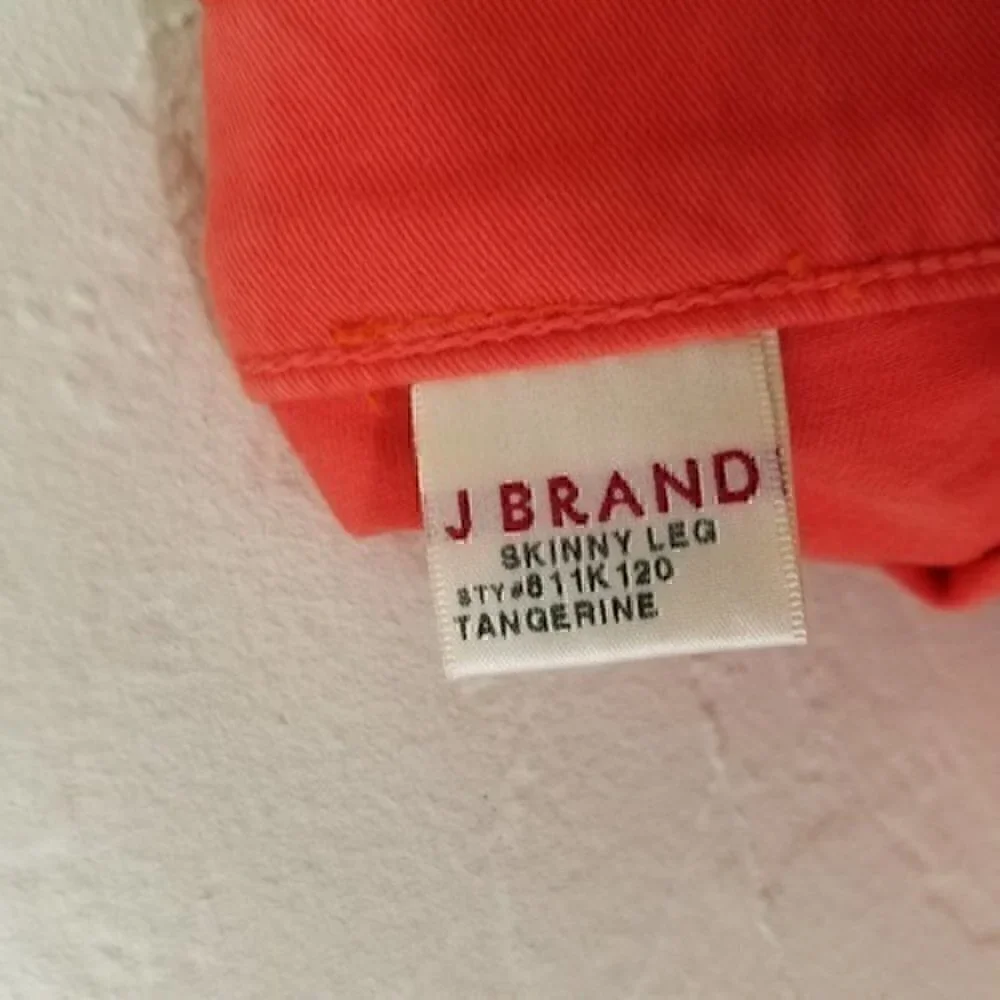 J BRAND
SKINNY LEG
STY#811K120
TANGERINE